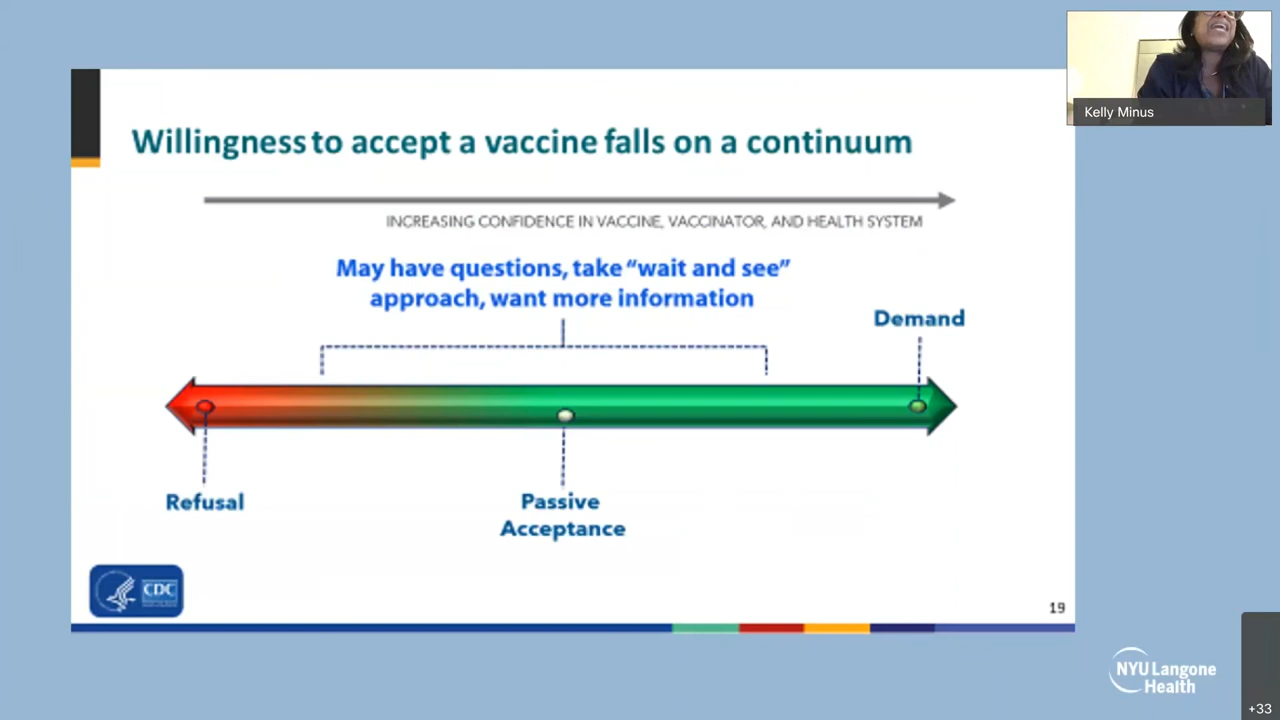 Kelly Minus
Willingness to accept a vaccine falls on a continuum
INCREASING CONFIDENCE IN VACCINE, VACCINATOR, AND HEALTH SYSTEM
May have questions, take “wait and see”
approach, want more information
Demand
Refusal
Passive
Acceptance
CDC
19
NYU Langone
Health
+33